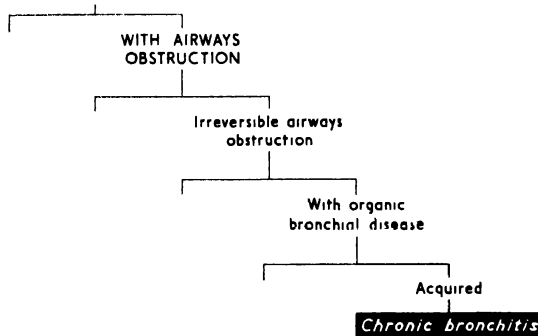 WITH AIRWAYS
OBSTRUCTION
Irreversible airways
obstruction
With organic
bronchial disease
Acquired
Chronic bronchitis